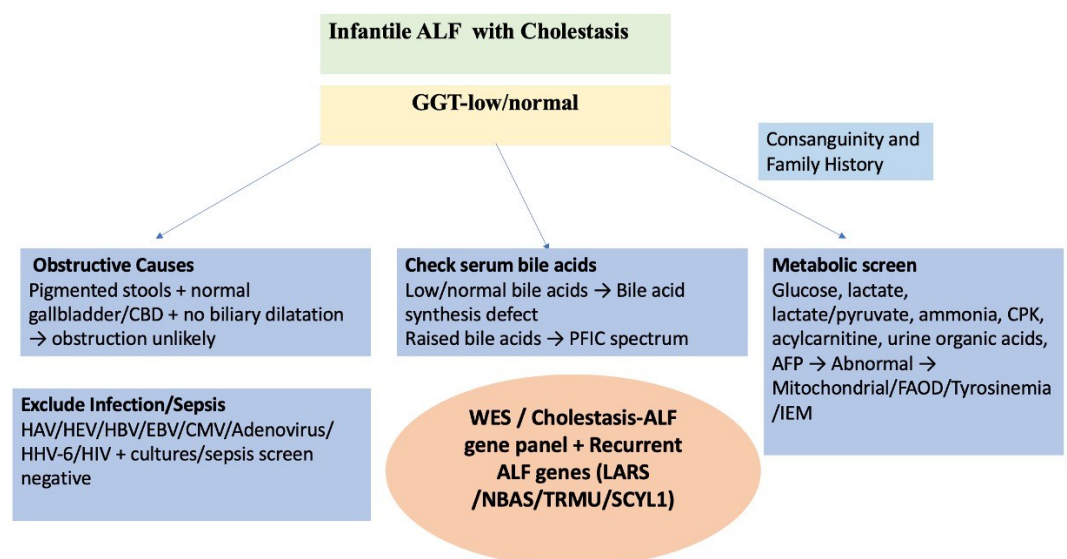 Infantile ALF with Cholestasis
GGT-low/normal
Consanguinity and
Family History
Obstructive Causes
Pigmented stools + normal
gallbladder/CBD + no biliary dilatation
→ obstruction unlikely
Check serum bile acids
Low/normal bile acids → Bile acid
synthesis defect
Raised bile acids → PFIC spectrum
Metabolic screen
Glucose, lactate,
lactate/pyruvate, ammonia, CPK,
acylcarnitine, urine organic acids,
AFP → Abnormal →
Mitochondrial/FAOD/Tyrosinemia
/IEM
Exclude Infection/Sepsis
HAV/HEV/HBV/EBV/CMV/Adenovirus/
HHV-6/HIV + cultures/sepsis screen
negative
WES / Cholestasis-ALF
gene panel + Recurrent
ALF genes (LARS
/NBAS/TRMU/SCYL1)